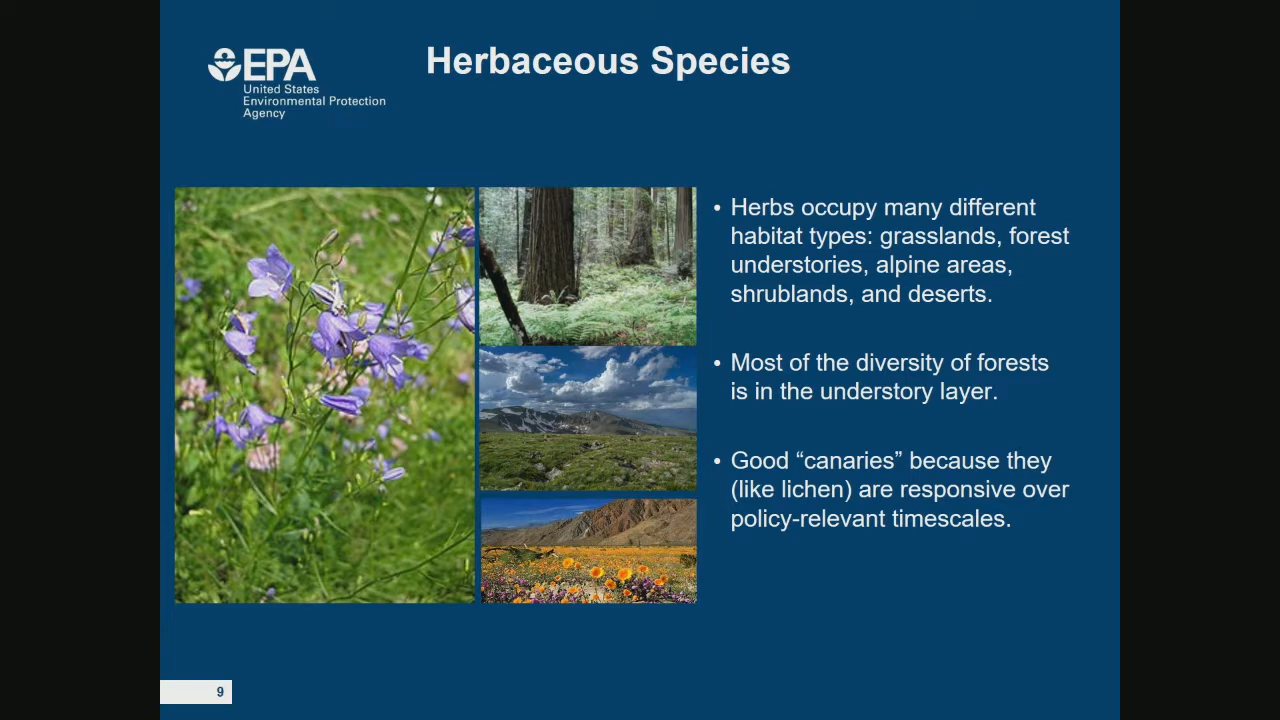 EPA
United States
Environmental Protection
Agency
Herbaceous Species
• Herbs occupy many different
habitat types: grasslands, forest
understories, alpine areas,
shrublands, and deserts.
• Most of the diversity of forests
is in the understory layer.
• Good “canaries” because they
(like lichen) are responsive over
policy-relevant timescales.
9